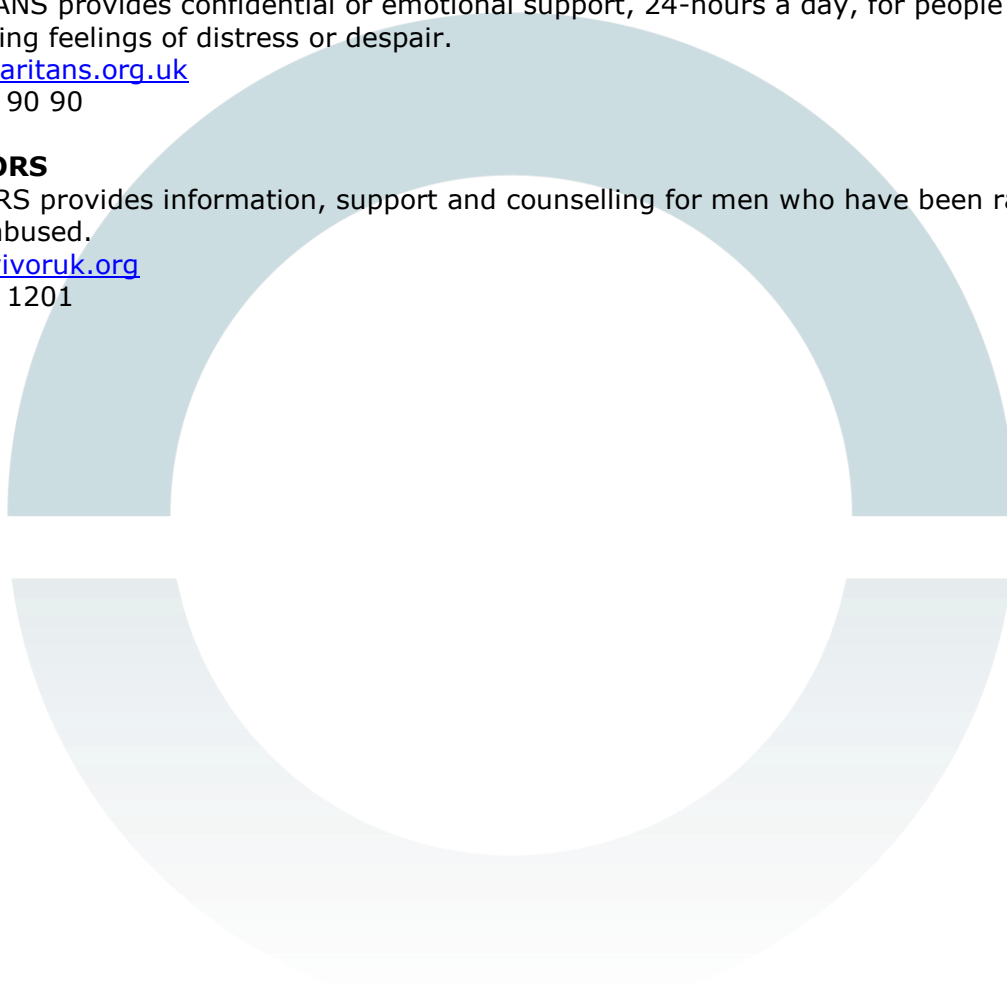 ANS provides confidential or emotional support, 24-hours a day, for people
ing feelings of distress or despair.
aritans.org.uk
90 90
ORS
RS provides information, support and counselling for men who have been ra
abused.
ivoruk.org
1201